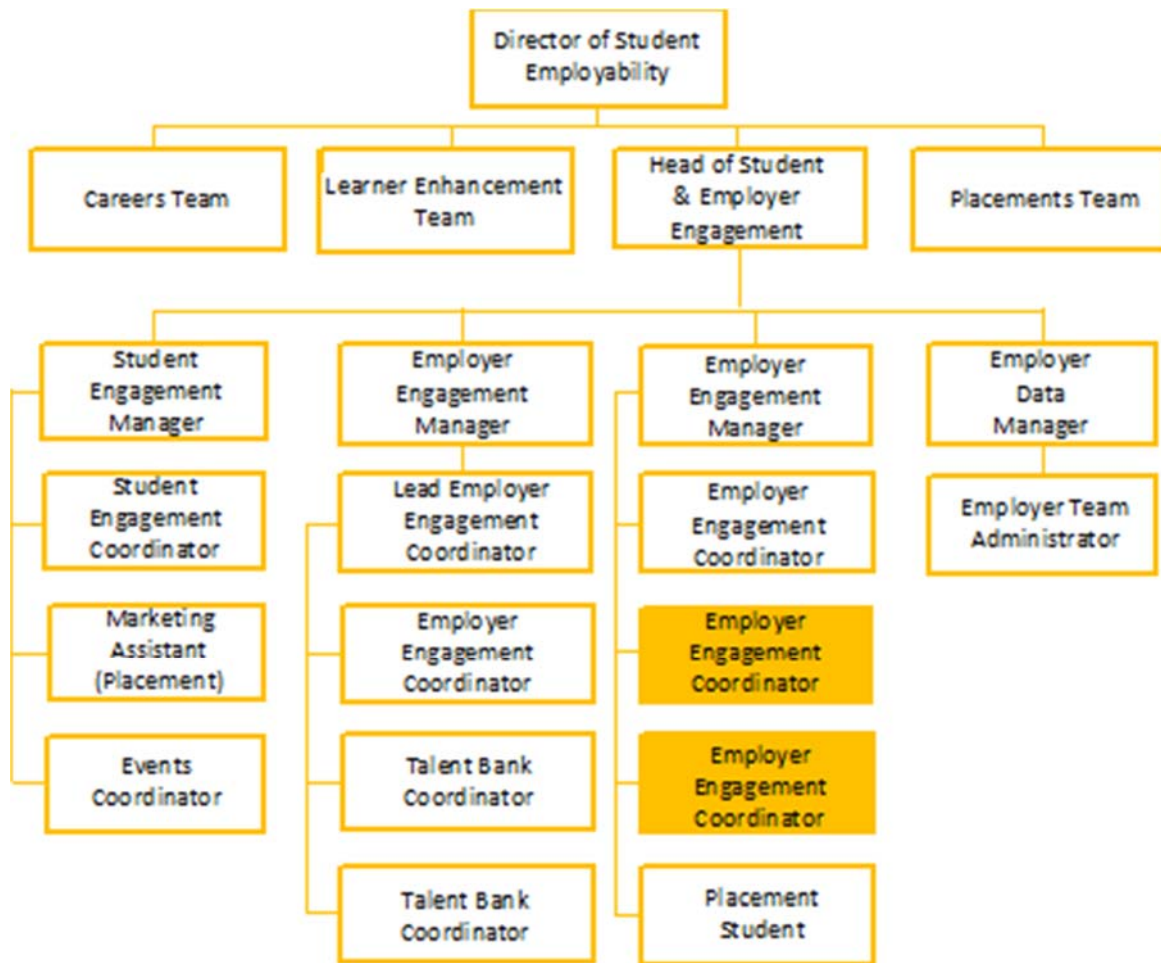 Director of Student
Employability
Careers Team
Learner Enhancement
Team
Head of Student
& Employer
Engagement
Placements Team
Student
Engagement
Manager
Employer
Engagement
Manager
Employer
Engagement
Manager
Employer
Data
Manager
Student
Engagement
Coordinator
Lead Employer
Engagement
Coordinator
Employer
Engagement
Coordinator
Employer Team
Administrator
Marketing
Assistant
(Placement)
Employer
Engagement
Coordinator
Employer
Engagement
Coordinator
Events
Coordinator
Talent Bank
Coordinator
Employer
Engagement
Coordinator
Talent Bank
Coordinator
Placement
Student